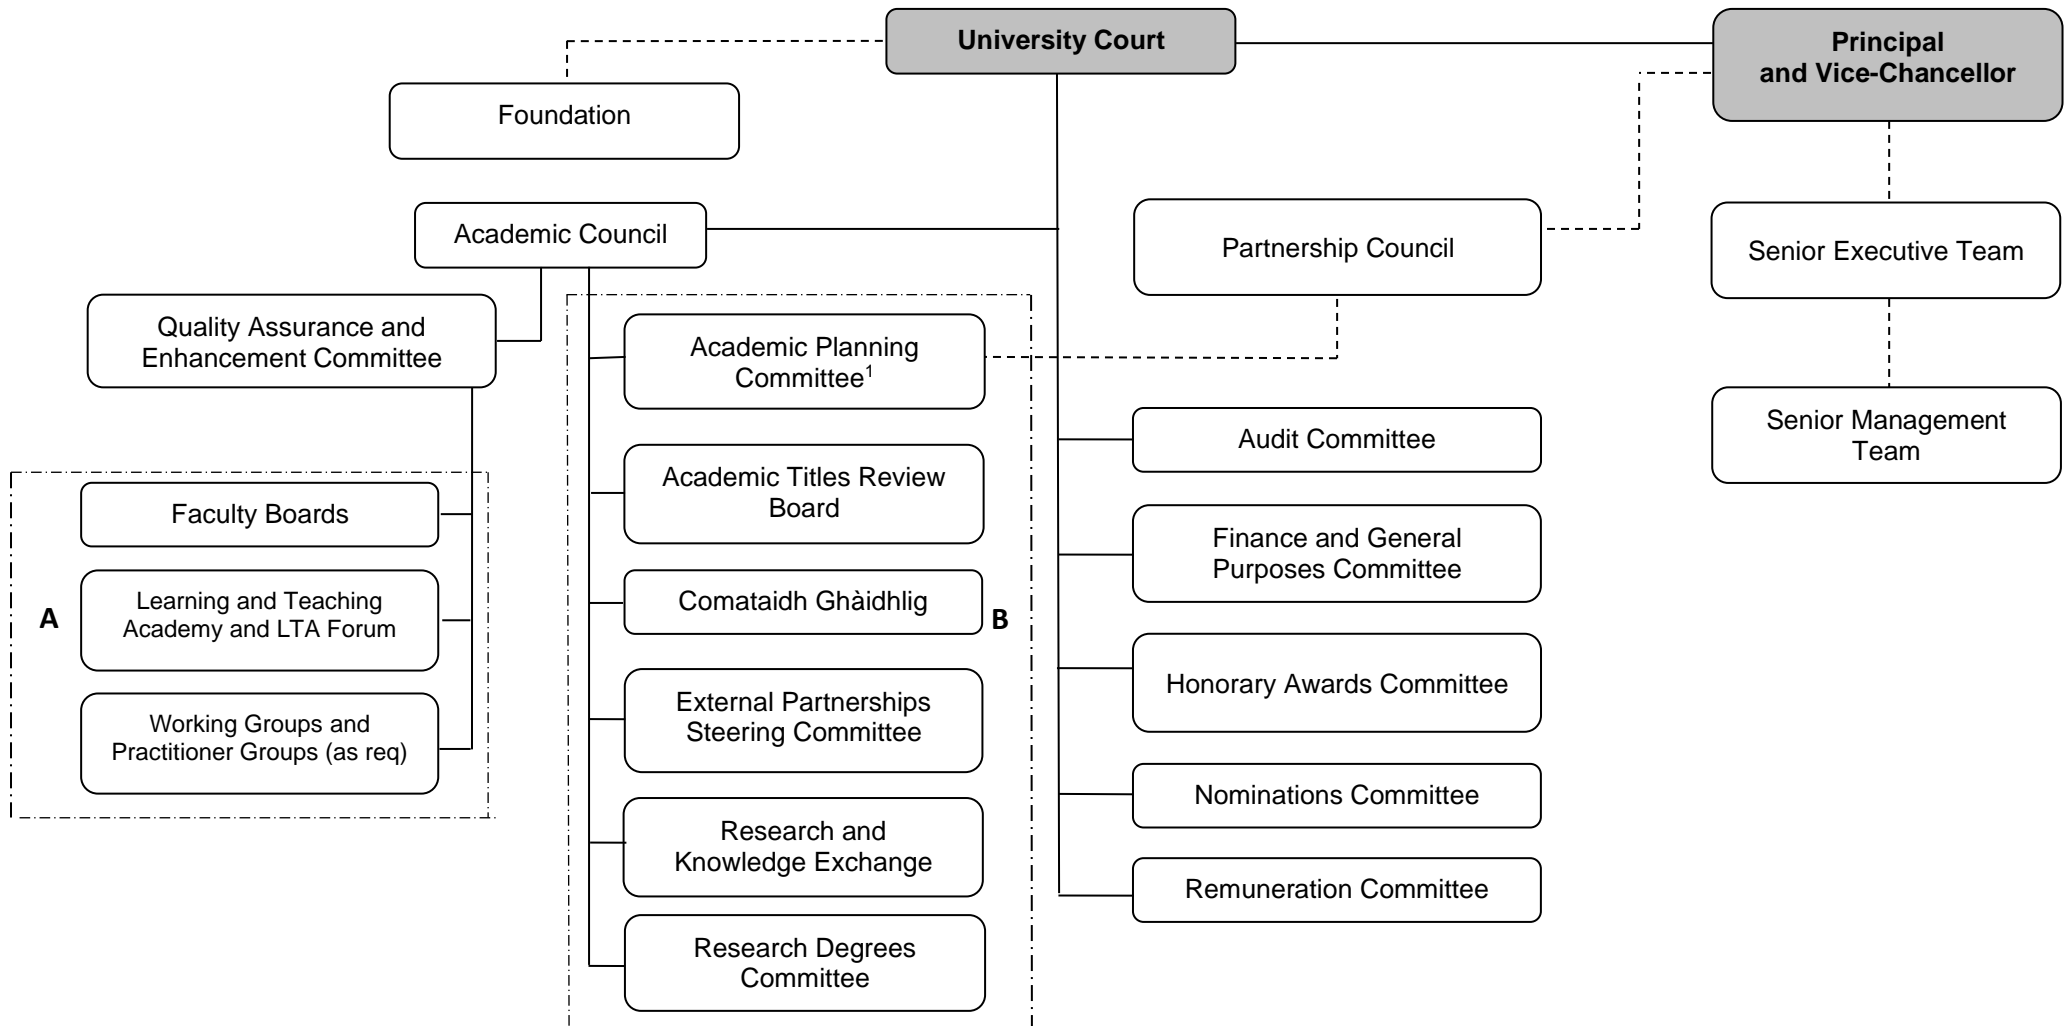 University Court
Principal
and Vice-Chancellor
Foundation
Academic Council
Partnership Council
Senior Executive Team
Quality Assurance and
Enhancement Committee
Academic Planning
Committee¹
Senior Management
Team
Audit Committee
Academic Titles Review
Board
Faculty Boards
Finance and General
Purposes Committee
A
Learning and Teaching
Academy and LTA Forum
Comataidh Ghàidhlig
B
Honorary Awards Committee
External Partnerships
Steering Committee
Working Groups and
Practitioner Groups (as req)
Nominations Committee
Research and
Knowledge Exchange
Remuneration Committee
Research Degrees
Committee